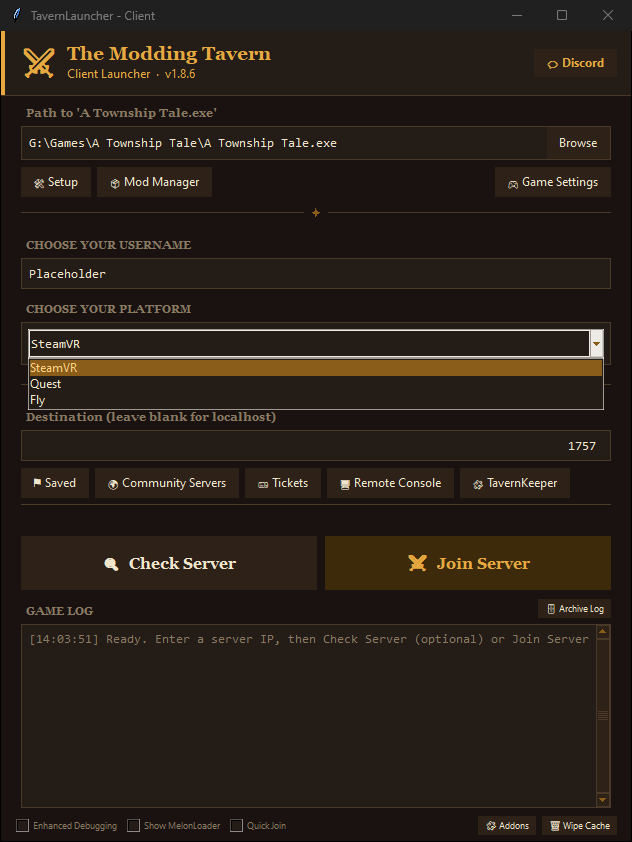 TavernLauncher - Client
The Modding Tavern
Client Launcher · v1.8.6
Discord
Path to 'A Township Tale.exe'
G:\Games\A Township Tale\A Township Tale.exe
Browse
Setup
Mod Manager
Game Settings
CHOOSE YOUR USERNAME
Placeholder
CHOOSE YOUR PLATFORM
SteamVR
SteamVR
Quest
Fly
Destination (leave blank for localhost)
1757
Saved
Community Servers
Tickets
Remote Console
TavernKeeper
Check Server
Join Server
GAME LOG
Archive Log
[14:03:51] Ready. Enter a server IP, then Check Server (optional) or Join Server
Enhanced Debugging
Show MelonLoader
Quick Join
Addons
Wipe Cache